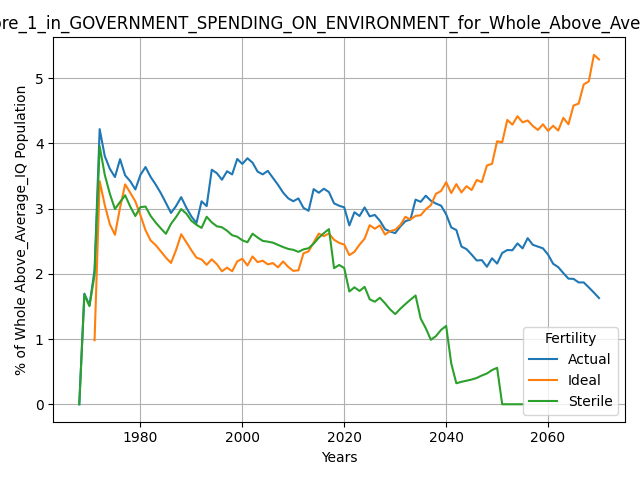 ore_1_in_GOVERNMENT_SPENDING_ON_ENVIRONMENT_for_Whole_Above_Ave
% of Whole Above_Average_IQ Population
5
4
3
2
1
0
Fertility
Actual
Ideal
Sterile
1980 2000 2020 2040 2060
Years